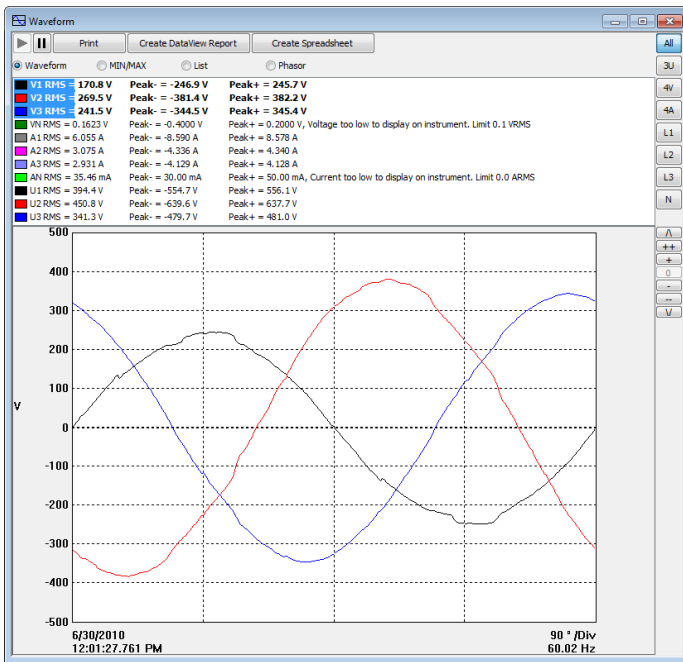 Waveform
Print Create DataView Report Create Spreadsheet All
Waveform MIN/MAX List Phasor 3U
V1 RMS = 170.8 V Peak- = -246.9 V Peak+ = 245.7 V
V2 RMS = 269.5 V Peak- = -381.4 V Peak+ = 382.2 V 4V
V3 RMS = 241.5 V Peak- = -344.5 V Peak+ = 345.4 V
VN RMS = 0.1623 V Peak- = -0.4000 V Peak+ = 0.2000 V, Voltage too low to display on instrument. Limit 0.1 VRMS 4A
A1 RMS = 6.055 A Peak- = -8.590 A Peak+ = 8.578 A L1
A2 RMS = 3.075 A Peak- = -4.336 A Peak+ = 4.340 A
A3 RMS = 2.931 A Peak- = -4.129 A Peak+ = 4.128 A L2
AN RMS = 35.46 mA Peak- = 30.00 mA Peak+ = 50.00 mA, Current too low to display on instrument. Limit 0.0 ARMS L3
U1 RMS = 394.4 V Peak- = -554.7 V Peak+ = 556.1 V
U2 RMS = 450.8 V Peak- = -639.6 V Peak+ = 637.7 V N
U3 RMS = 341.3 V Peak- = -479.7 V Peak+ = 481.0 V
500
/\
++
+
0
-
--
\/
400
300
200
100
V
0
-100
-200
-300
-400
-500
6/30/2010 90 ° /Div
12:01:27.761 PM 60.02 Hz